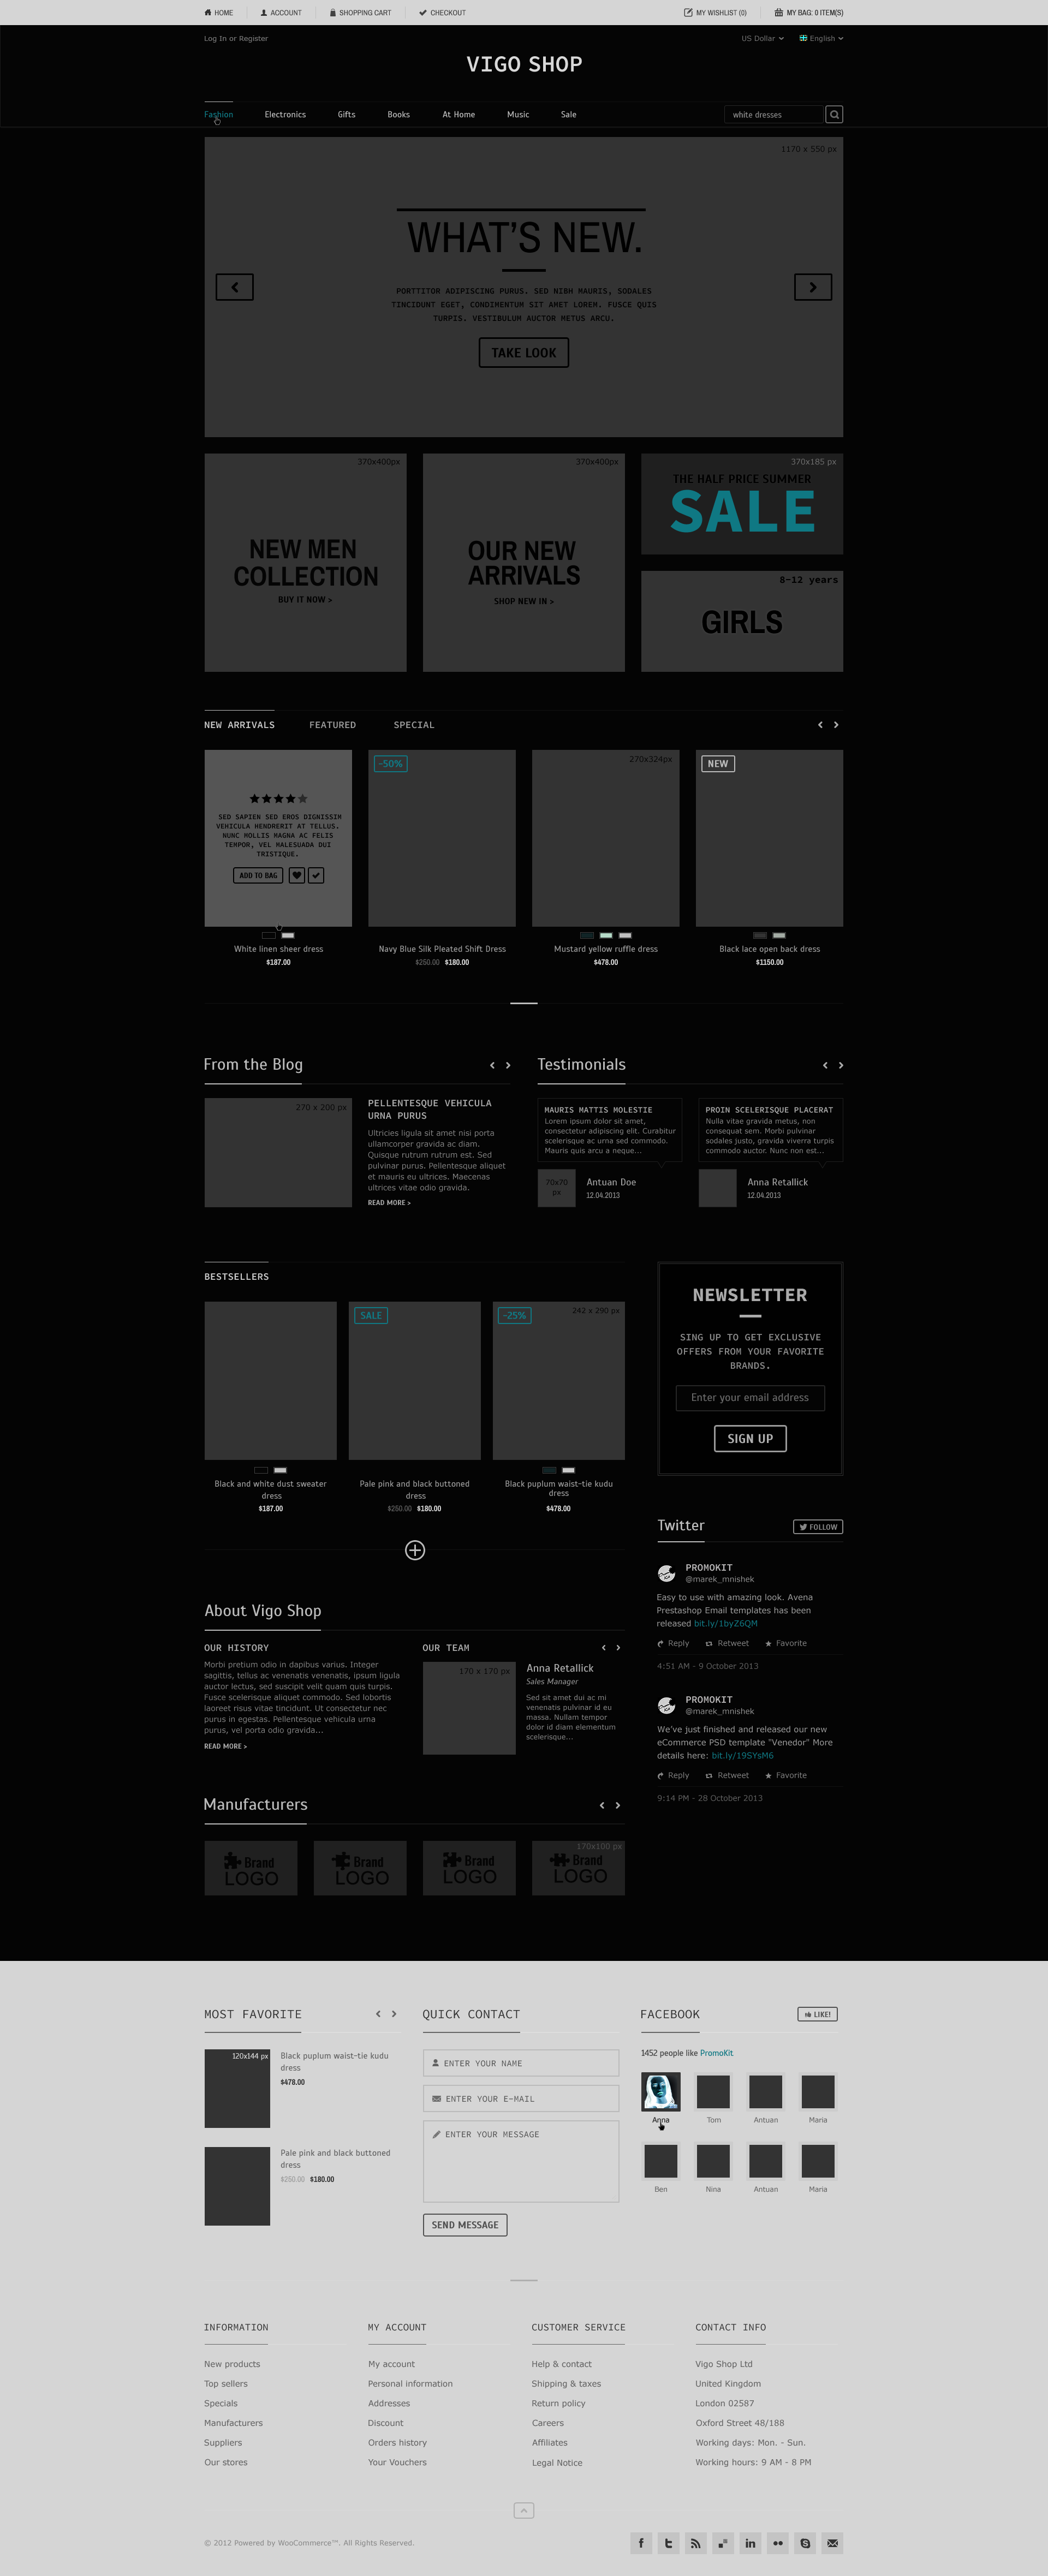 HOME ACCOUNT SHOPPING CART CHECKOUT MY WISHLIST (0) MY BAG: 0 ITEM(S)
Log In or Register US Dollar English
VIGO SHOP
Fashion Electronics Gifts Books At Home Music Sale white dresses
1170 x 550 px
WHAT'S NEW.
PORTTITOR ADIPISCING PURUS. SED NIBH MAURIS, SODALES
TINCIDUNT EGET, CONDIMENTUM SIT AMET LOREM. FUSCE QUIS
TURPIS. VESTIBULUM AUCTOR METUS ARCU.
TAKE LOOK
370x400px
NEW MEN
COLLECTION
BUY IT NOW >
370x400px
OUR NEW
ARRIVALS
SHOP NEW IN >
370x185 px
THE HALF PRICE SUMMER
SALE
8-12 years
GIRLS
NEW ARRIVALS FEATURED SPECIAL
SED SAPIEN SED EROS DIGNISSIM
VEHICULA HENDRERIT AT TELLUS.
NUNC MOLLIS MAGNA AC FELIS
TEMPOR, VEL MALESUADA DUI
TRISTIQUE.
ADD TO BAG
White linen sheer dress
$187.00
-50%
Navy Blue Silk Pleated Shift Dress
$250.00 $180.00
270x324px
Mustard yellow ruffle dress
$478.00
NEW
Black lace open back dress
$1150.00
From the Blog
270 x 200 px
PELLENTESQUE VEHICULA
URNA PURUS
Ultricies ligula sit amet nisi porta
ullamcorper gravida ac diam.
Quisque rutrum rutrum est. Sed
pulvinar purus. Pellentesque aliquet
et mauris eu ultrices. Maecenas
ultrices vitae odio gravida.
READ MORE >
Testimonials
MAURIS MATTIS MOLESTIE
Lorem ipsum dolor sit amet,
consectetur adipiscing elit. Curabitur
scelerisque ac urna sed commodo.
Mauris quis arcu a neque...
70x70
px
Antuan Doe
12.04.2013
PROIN SCELERISQUE PLACERAT
Nulla vitae gravida metus, non
consequat sem. Morbi pulvinar
sodales justo, gravida viverra turpis
commodo auctor. Nunc non est...
Anna Retallick
12.04.2013
BESTSELLERS
Black and white dust sweater
dress
$187.00
SALE
Pale pink and black buttoned
dress
$250.00 $180.00
-25%
242 x 290 px
Black puplum waist-tie kudu
dress
$478.00
NEWSLETTER
SING UP TO GET EXCLUSIVE
OFFERS FROM YOUR FAVORITE
BRANDS.
Enter your email address
SIGN UP
Twitter FOLLOW
PROMOKIT
@marek_mnishek
Easy to use with amazing look. Avena
Prestashop Email templates has been
released bit.ly/1byZ6QM
Reply Retweet Favorite
4:51 AM - 9 October 2013
PROMOKIT
@marek_mnishek
We've just finished and released our new
eCommerce PSD template "Venedor" More
details here: bit.ly/19SYsM6
Reply Retweet Favorite
9:14 PM - 28 October 2013
About Vigo Shop
OUR HISTORY
Morbi pretium odio in dapibus varius. Integer
sagittis, tellus ac venenatis venenatis, ipsum ligula
auctor lectus, sed suscipit velit quam quis turpis.
Fusce scelerisque aliquet commodo. Sed lobortis
laoreet risus vitae tincidunt. Ut consectetur nec
purus in egestas. Pellentesque vehicula urna
purus, vel porta odio gravida...
READ MORE >
OUR TEAM
170 x 170 px
Anna Retallick
Sales Manager
Sed sit amet dui ac mi
venenatis pulvinar id eu
massa. Nullam tempor
dolor id diam elementum
scelerisque...
Manufacturers
Brand
LOGO
Brand
LOGO
Brand
LOGO
170x100 px
Brand
LOGO
MOST FAVORITE
120x144 px
Black puplum waist-tie kudu
dress
$478.00
Pale pink and black buttoned
dress
$250.00 $180.00
QUICK CONTACT
ENTER YOUR NAME
ENTER YOUR E-MAIL
ENTER YOUR MESSAGE
SEND MESSAGE
FACEBOOK LIKE!
1452 people like PromoKit
Anna Tom Antuan Maria
Ben Nina Antuan Maria
INFORMATION
New products
Top sellers
Specials
Manufacturers
Suppliers
Our stores
MY ACCOUNT
My account
Personal information
Addresses
Discount
Orders history
Your Vouchers
CUSTOMER SERVICE
Help & contact
Shipping & taxes
Return policy
Careers
Affiliates
Legal Notice
CONTACT INFO
Vigo Shop Ltd
United Kingdom
London 02587
Oxford Street 48/188
Working days: Mon. - Sun.
Working hours: 9 AM - 8 PM
© 2012 Powered by WooCommerce™. All Rights Reserved.